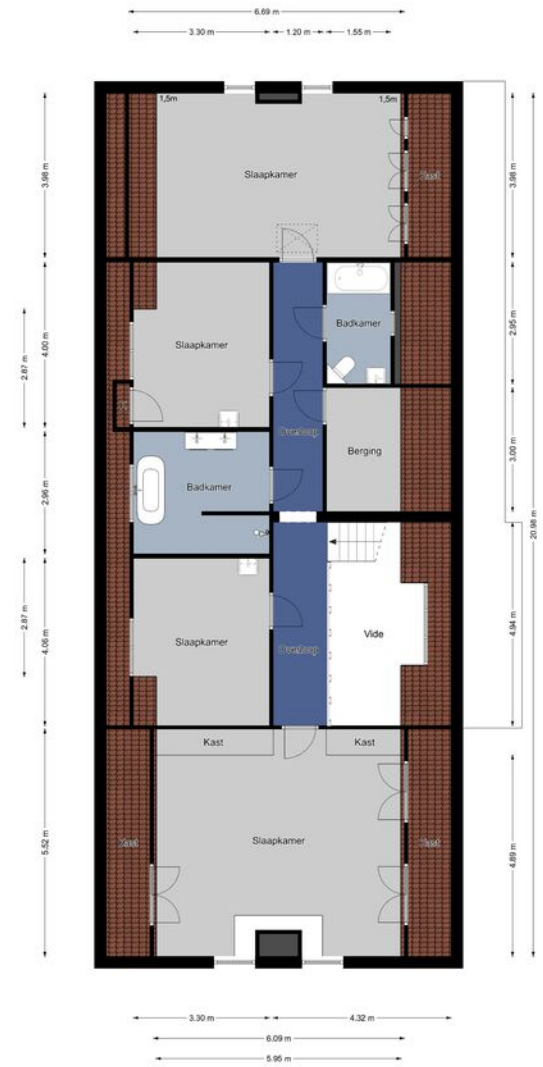 6.69 m
3.30 m
1.20 m
1.55 m
1,5m
1,5m
3.98 m
Slaapkamer
Kast
3.98 m
2.87 m
4.00 m
Slaapkamer
Badkamer
2.95 m
Overloop
Berging
3.00 m
2.96 m
Badkamer
20.98 m
2.87 m
4.06 m
Slaapkamer
Overloop
Vide
4.94 m
Kast
Kast
5.52 m
Kast
Slaapkamer
Kast
4.89 m
3.30 m
4.32 m
6.09 m
5.95 m